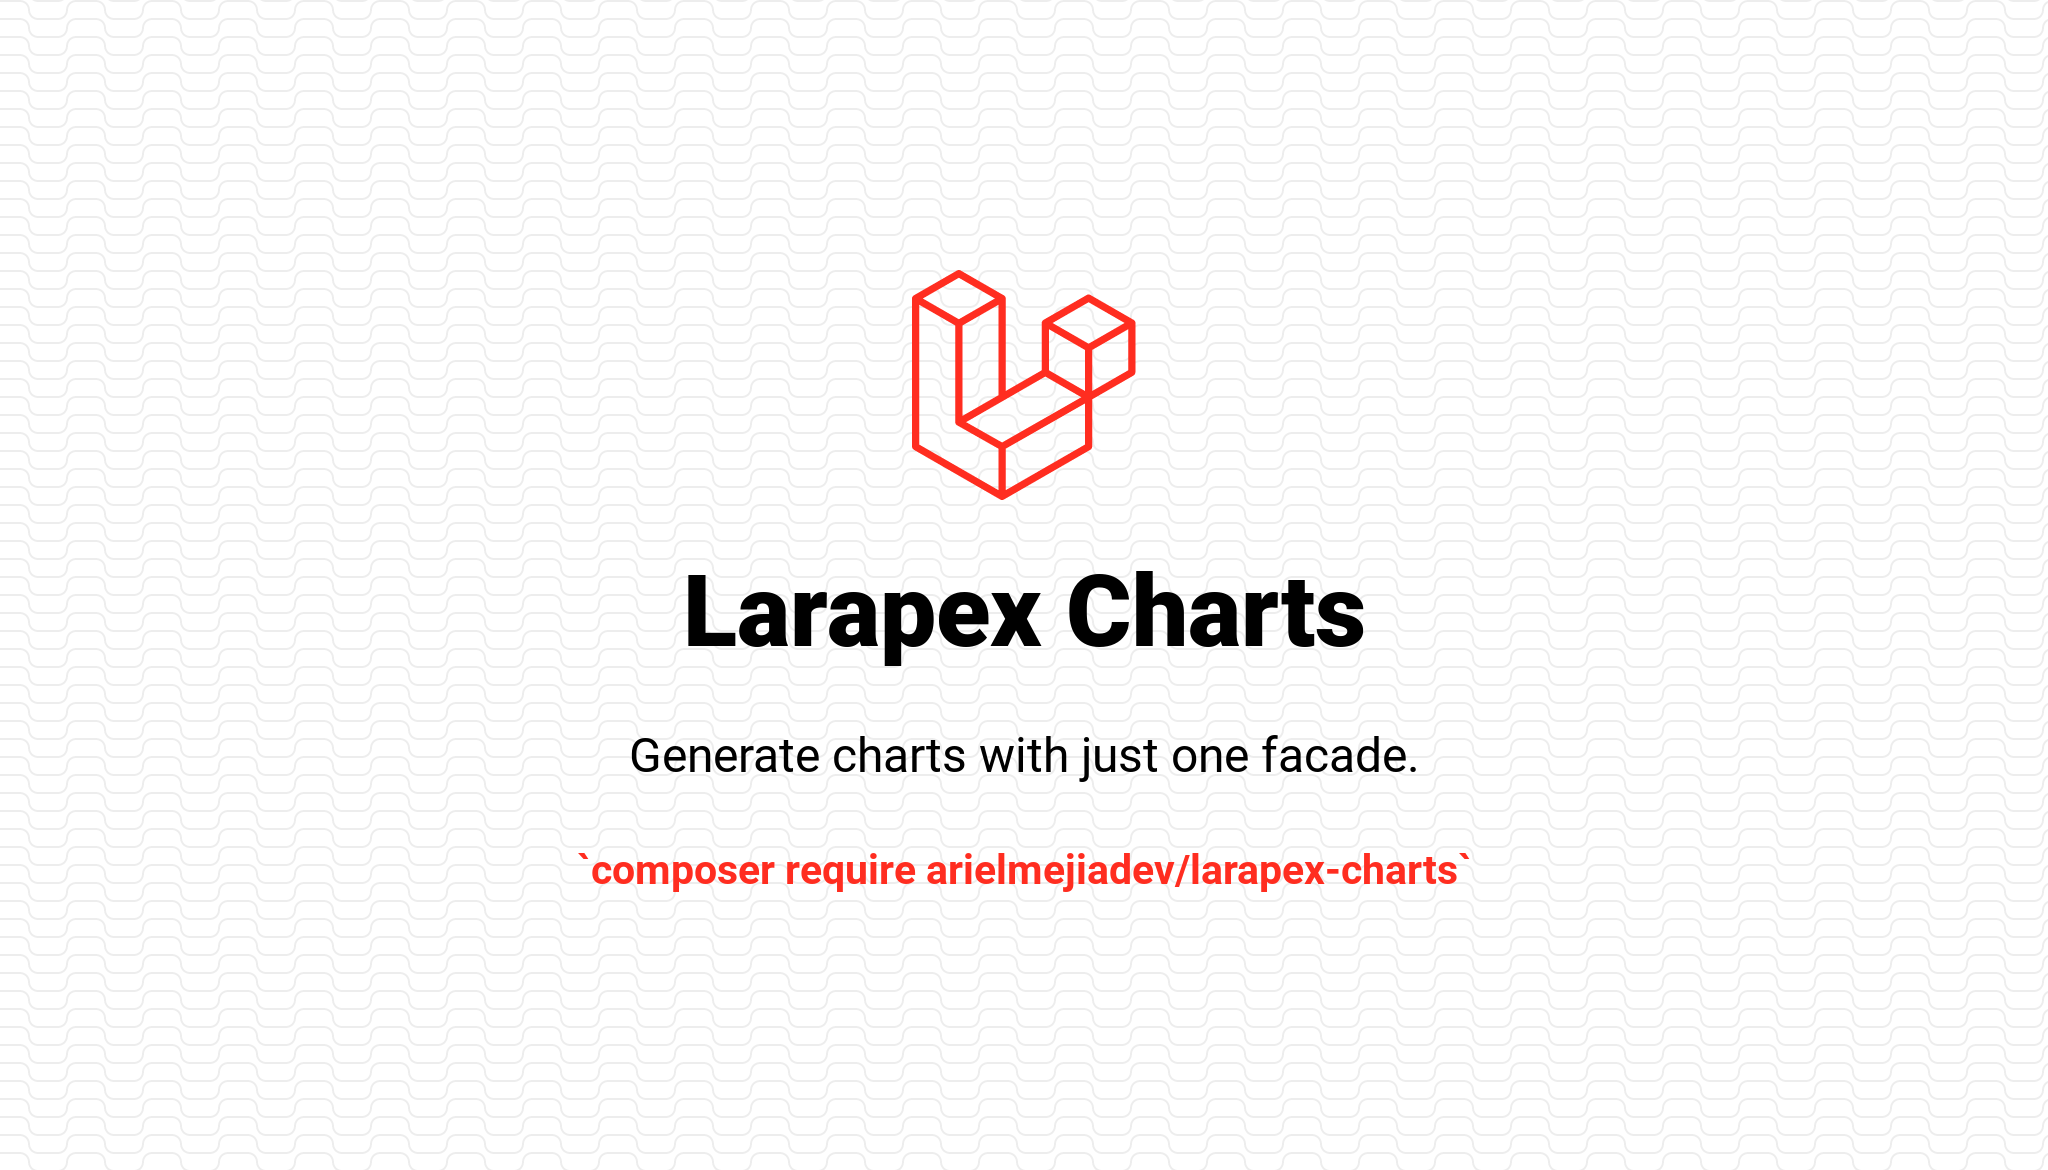 Larapex Charts
Generate charts with just one facade.
`composer require arielmejiadev/larapex-charts`